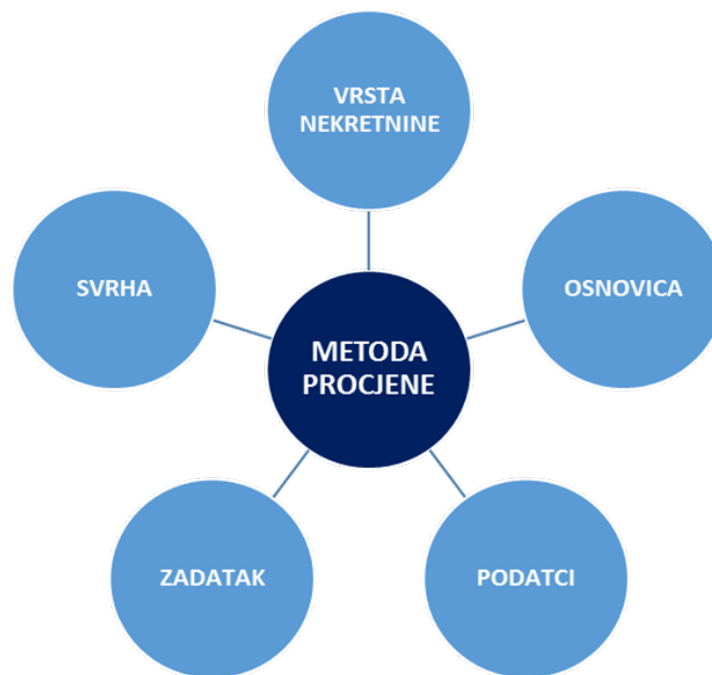 VRSTA
NEKRETNINE
SVRHA
OSNOVICA
METODA
PROCJENE
ZADATAK
PODATCI